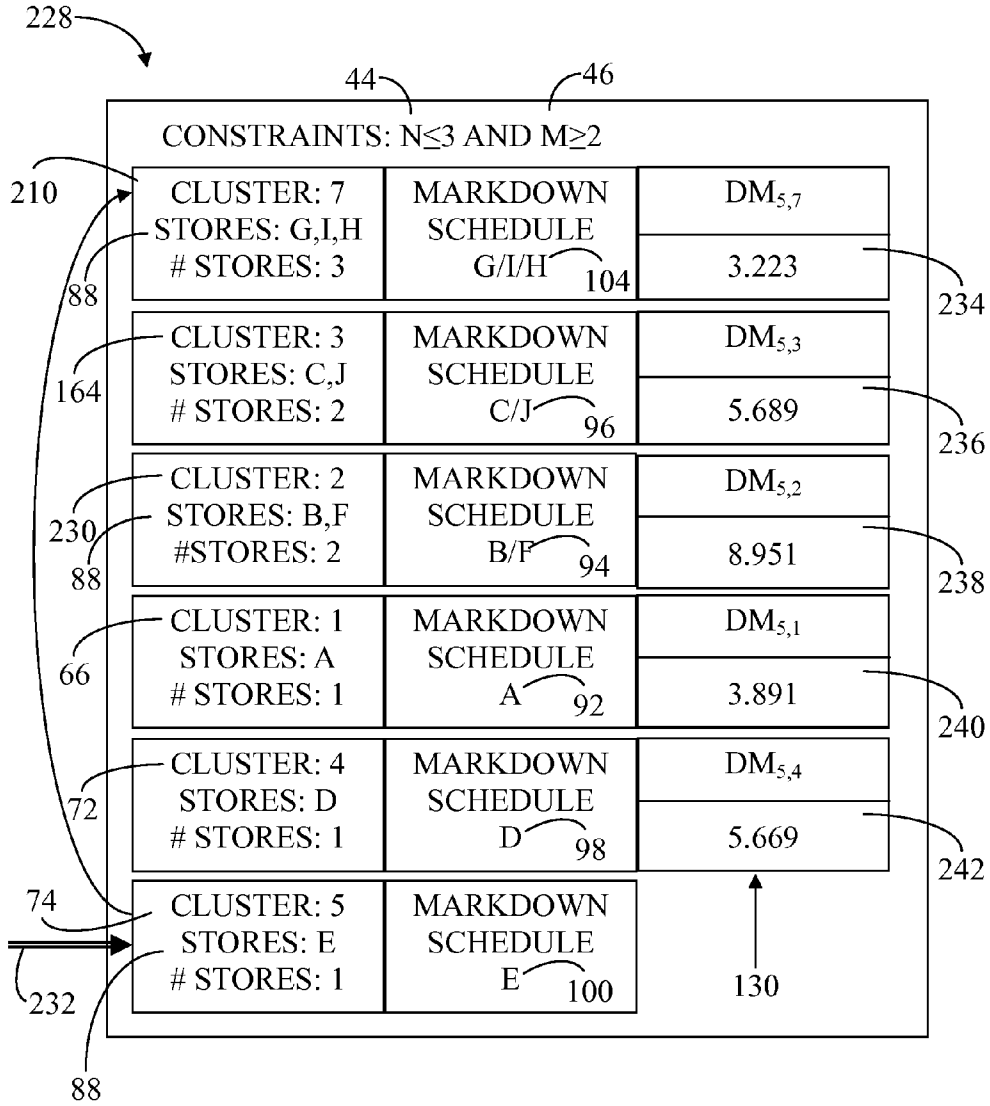 228
44
46
CONSTRAINTS: N≤3 AND M≥2
210
CLUSTER: 7
STORES: G,I,H
# STORES: 3
88
MARKDOWN
SCHEDULE
G/I/H
104
DM5,7
3.223
234
164
CLUSTER: 3
STORES: C,J
# STORES: 2
MARKDOWN
SCHEDULE
C/J
96
DM5,3
5.689
236
230
CLUSTER: 2
STORES: B,F
#STORES: 2
88
MARKDOWN
SCHEDULE
B/F
94
DM5,2
8.951
238
66
CLUSTER: 1
STORES: A
# STORES: 1
MARKDOWN
SCHEDULE
A
92
DM5,1
3.891
240
72
CLUSTER: 4
STORES: D
# STORES: 1
MARKDOWN
SCHEDULE
D
98
DM5,4
5.669
242
74
CLUSTER: 5
STORES: E
# STORES: 1
232
88
MARKDOWN
SCHEDULE
E
100
130